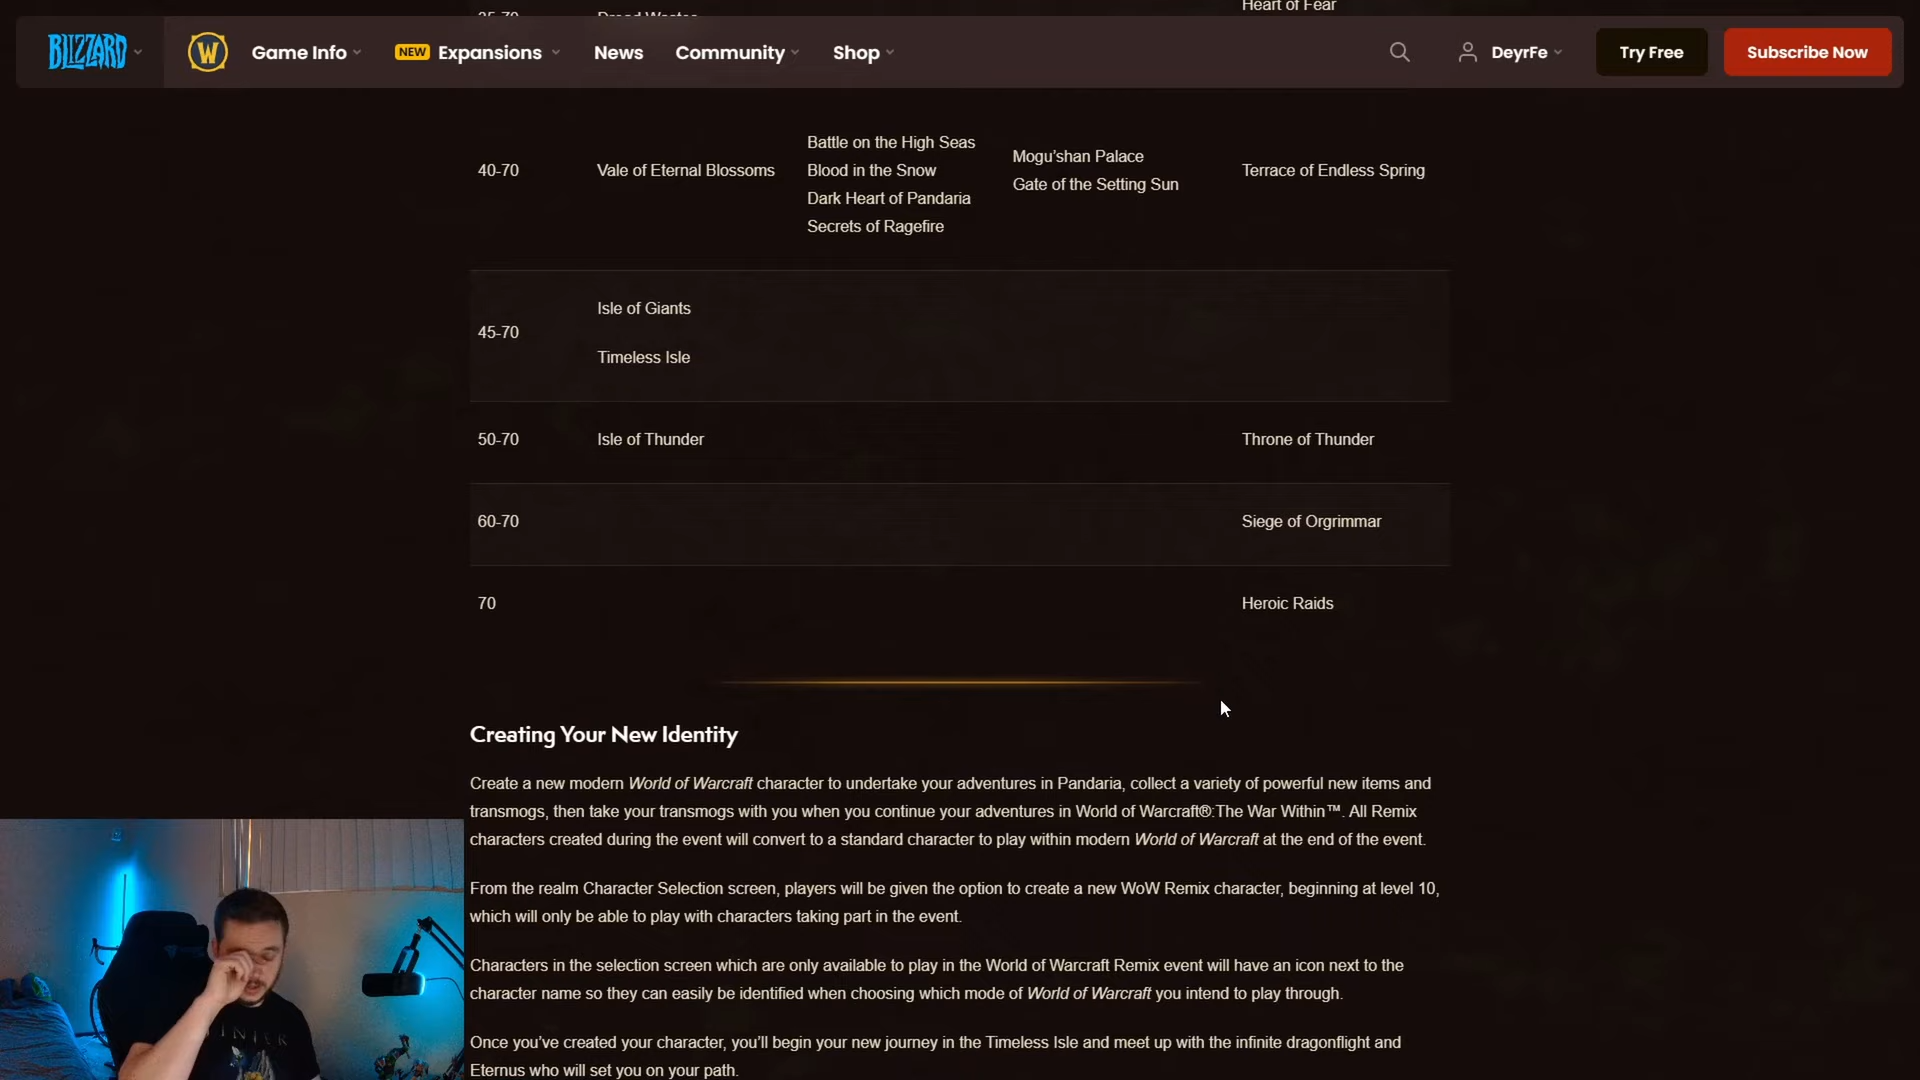 35-70 Dread Wastes Heart of Fear
BLIZZARD W Game Info NEW Expansions News Community Shop DeyrFe Try Free Subscribe Now
40-70 Vale of Eternal Blossoms Battle on the High Seas Mogu'shan Palace Terrace of Endless Spring
Blood in the Snow Gate of the Setting Sun
Dark Heart of Pandaria
Secrets of Ragefire
45-70 Isle of Giants
Timeless Isle
50-70 Isle of Thunder Throne of Thunder
60-70 Siege of Orgrimmar
70 Heroic Raids
Creating Your New Identity
Create a new modern World of Warcraft character to undertake your adventures in Pandaria, collect a variety of powerful new items and
transmogs, then take your transmogs with you when you continue your adventures in World of Warcraft®:The War Within™. All Remix
characters created during the event will convert to a standard character to play within modern World of Warcraft at the end of the event.
From the realm Character Selection screen, players will be given the option to create a new WoW Remix character, beginning at level 10,
which will only be able to play with characters taking part in the event.
Characters in the selection screen which are only available to play in the World of Warcraft Remix event will have an icon next to the
character name so they can easily be identified when choosing which mode of World of Warcraft you intend to play through.
Once you've created your character, you'll begin your new journey in the Timeless Isle and meet up with the infinite dragonflight and
Eternus who will set you on your path.